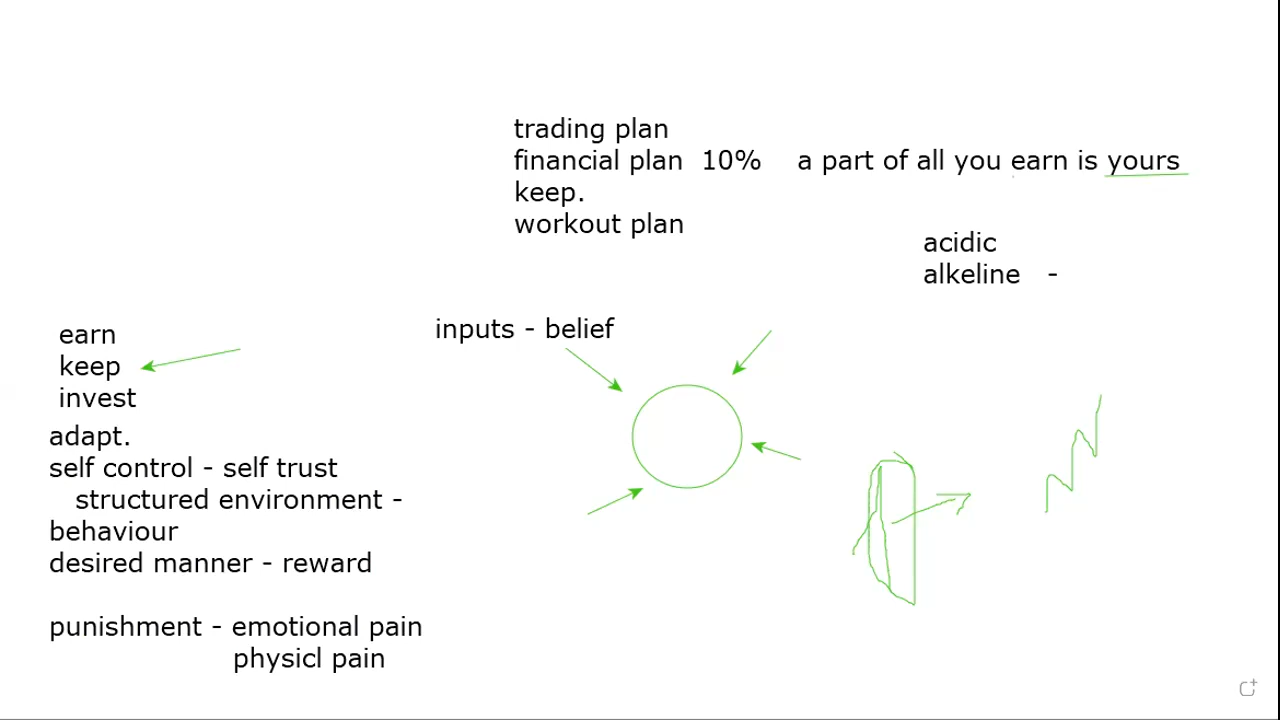 trading plan
financial plan 10% a part of all you earn is yours
keep.
workout plan
acidic
alkeline -
inputs - belief
earn
keep
invest
adapt.
self control - self trust
structured environment -
behaviour
desired manner - reward
punishment - emotional pain
physicl pain